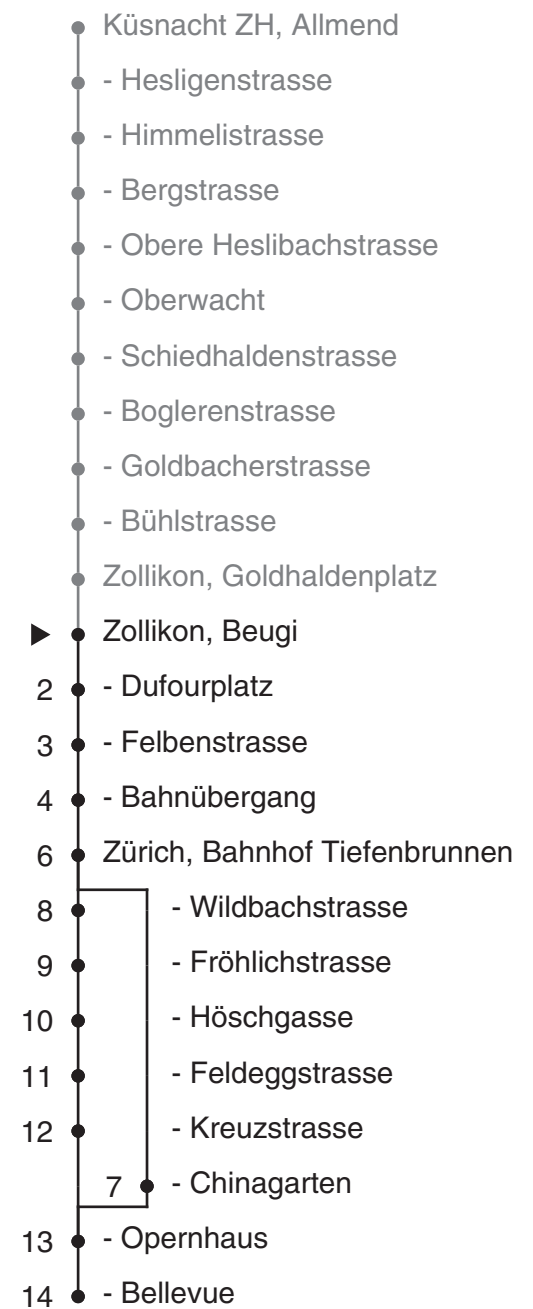 Küsnacht ZH, Allmend
- Hesligenstrasse
- Himmelistrasse
- Bergstrasse
- Obere Heslibachstrasse
- Oberwacht
- Schiedhaldenstrasse
- Boglerenstrasse
- Goldbacherstrasse
- Bühlstrasse
Zollikon, Goldhaldenplatz
Zollikon, Beugi
2 - Dufourplatz
3 - Felbenstrasse
4 - Bahnübergang
6 Zürich, Bahnhof Tiefenbrunnen
8 - Wildbachstrasse
9 - Fröhlichstrasse
10 - Höschgasse
11 - Feldeggstrasse
12 - Kreuzstrasse
7 - Chinagarten
13 - Opernhaus
14 - Bellevue